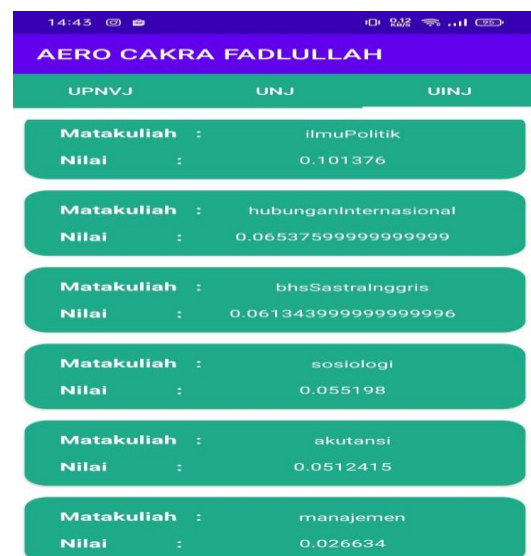 14:43
AERO CAKRA FADLULLAH
UPNVJ UNJ UINJ
Matakuliah : ilmuPolitik
Nilai : 0.101376
Matakuliah : hubunganInternasional
Nilai : 0.06537599999999999
Matakuliah : bhsSastraInggris
Nilai : 0.061343999999999996
Matakuliah : sosiologi
Nilai : 0.055198
Matakuliah : akutansi
Nilai : 0.0512415
Matakuliah : manajemen
Nilai : 0.026634